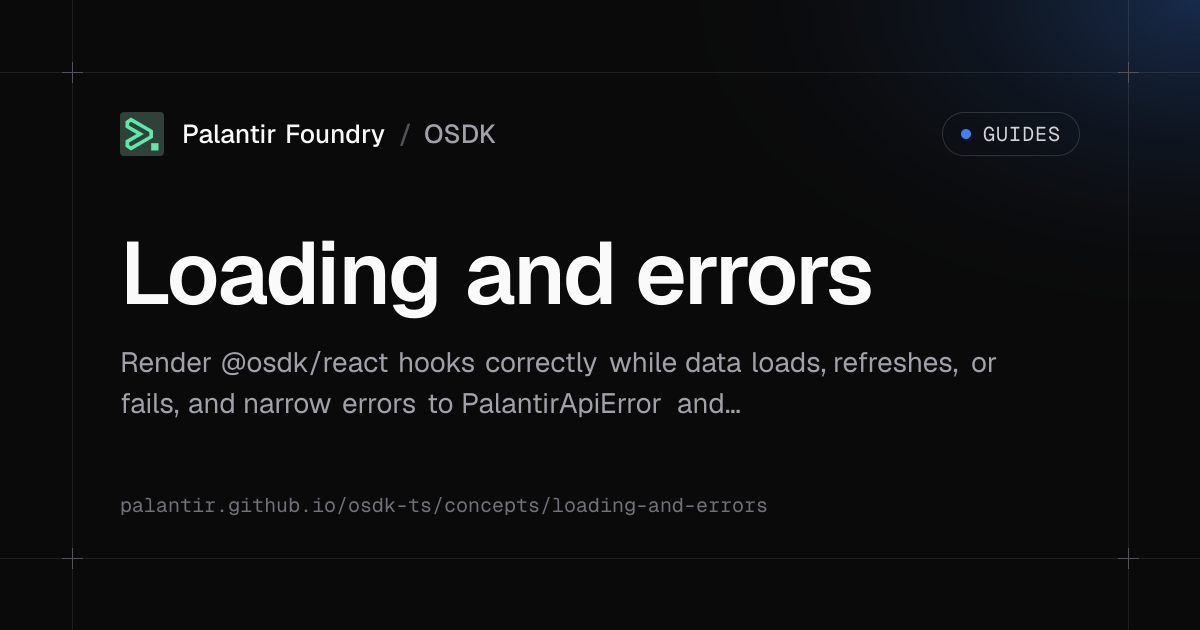 Palantir Foundry / OSDK
GUIDES
Loading and errors
Render @osdk/react hooks correctly while data loads, refreshes, or
fails, and narrow errors to PalantirApiError and…
palantir.github.io/osdk-ts/concepts/loading-and-errors